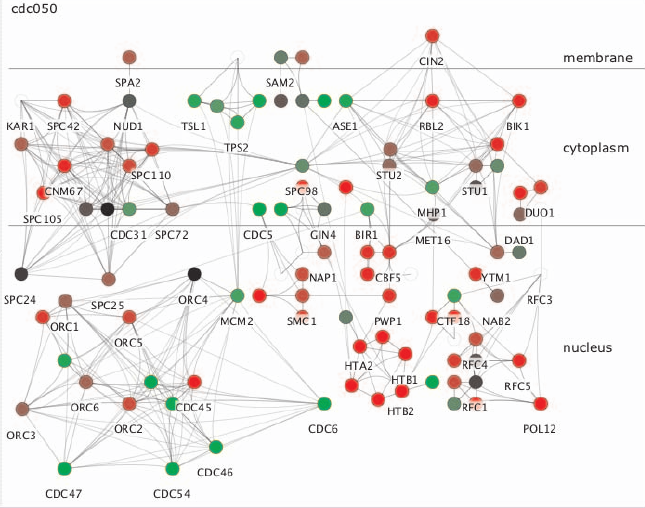 cdc050
CIN2
membrane
SPA2
SAM2
KAR1
SPC42
NUD1
TSL1
TPS2
ASE1
RBL2
BIK1
cytoplasm
SPC110
STU2
CNM67
SPC98
STU1
SPC105
CDC31
SPC72
CDC5
GIN4
BIR1
MHP1
DUO1
MET16
DAD1
SPC24
SPC25
ORC4
NAP1
CBF5
YTM1
RFC3
ORC1
MCM2
SMC1
PWP1
CTF18
NAB2
ORC5
nucleus
HTA2
RFC4
HTB1
RFC5
ORC6
CDC45
HTB2
RFC1
ORC3
ORC2
CDC6
POL12
CDC46
CDC47
CDC54